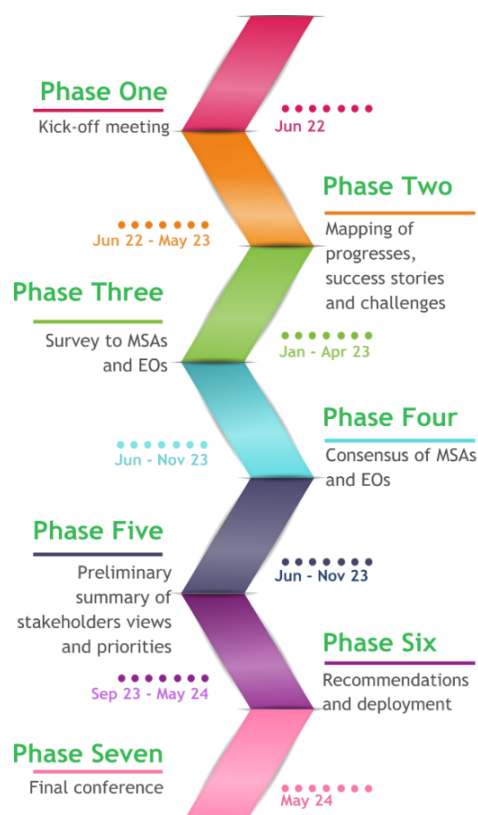 Phase One
Kick-off meeting
Jun 22
Phase Two
Mapping of
progresses,
success stories
and challenges
Jun 22 - May 23
Phase Three
Survey to MSAs
and EOs
Jan - Apr 23
Phase Four
Consensus of MSAs
and EOs
Jun - Nov 23
Phase Five
Preliminary
summary of
stakeholders views
and priorities
Jun - Nov 23
Phase Six
Recommendations
and deployment
Sep 23 - May 24
Phase Seven
Final conference
May 24